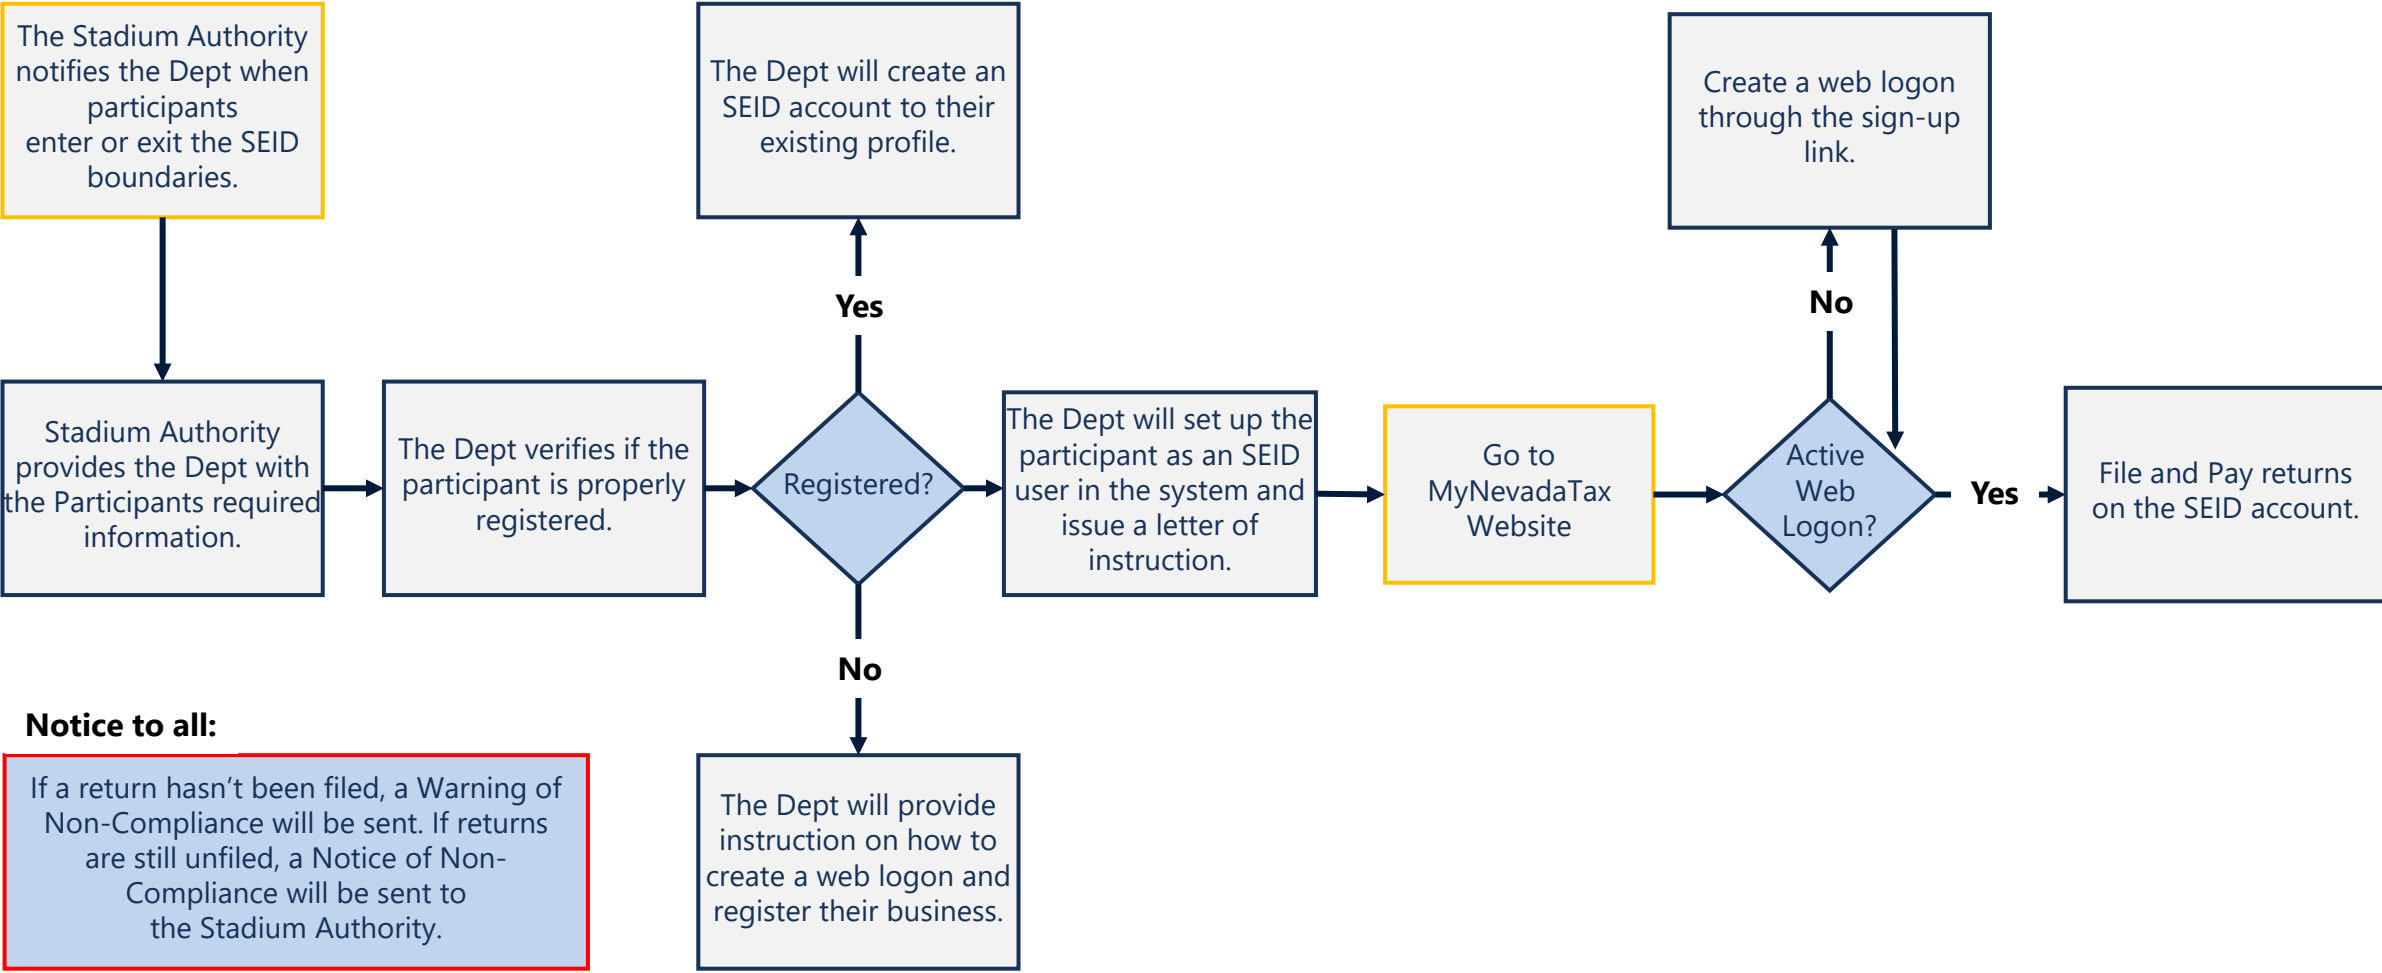 The Stadium Authority
notifies the Dept when
participants
enter or exit the SEID
boundaries.
Stadium Authority
provides the Dept with
the Participants required
information.
The Dept verifies if the
participant is properly
registered.
Registered?
Yes
The Dept will create an
SEID account to their
existing profile.
No
The Dept will provide
instruction on how to
create a web logon and
register their business.
The Dept will set up the
participant as an SEID
user in the system and
issue a letter of
instruction.
Go to
MyNevadaTax
Website
Active
Web
Logon?
No
Create a web logon
through the sign-up
link.
Yes
File and Pay returns
on the SEID account.
Notice to all:
If a return hasn’t been filed, a Warning of
Non-Compliance will be sent. If returns
are still unfiled, a Notice of Non-
Compliance will be sent to
the Stadium Authority.